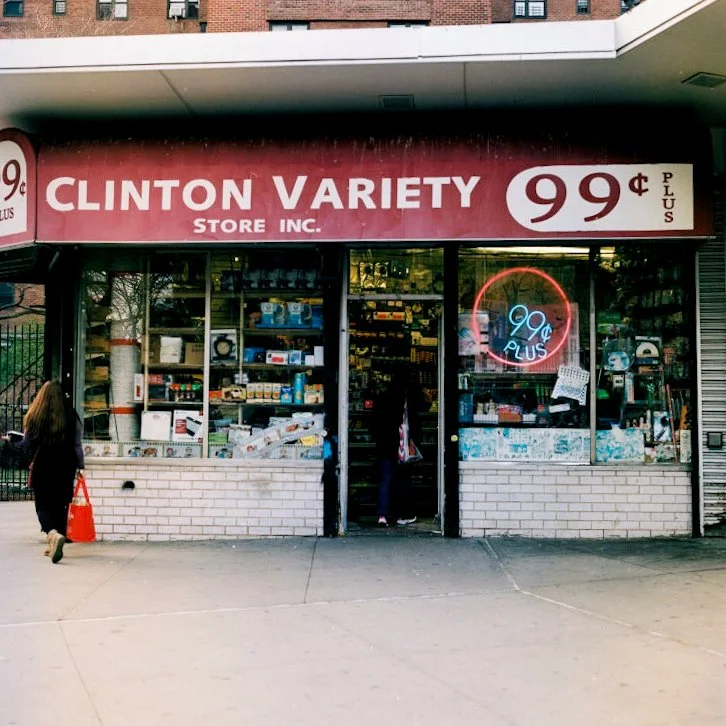 9¢
LUS
CLINTON VARIETY
STORE INC.
99¢
PLUS
99¢
PLUS